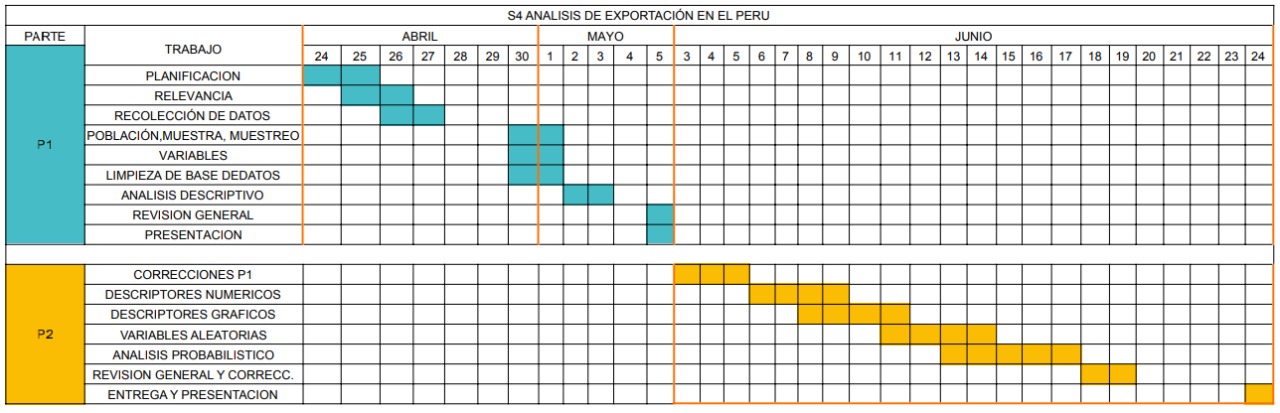 S4 ANALISIS DE EXPORTACIÓN EN EL PERU
PARTE TRABAJO ABRIL MAYO JUNIO
24 25 26 27 28 29 30 1 2 3 4 5 3 4 5 6 7 8 9 10 11 12 13 14 15 16 17 18 19 20 21 22 23 24
P1
PLANIFICACION
RELEVANCIA
RECOLECCIÓN DE DATOS
POBLACIÓN,MUESTRA, MUESTREO
VARIABLES
LIMPIEZA DE BASE DEDATOS
ANALISIS DESCRIPTIVO
REVISION GENERAL
PRESENTACION
P2
CORRECCIONES P1
DESCRIPTORES NUMERICOS
DESCRIPTORES GRAFICOS
VARIABLES ALEATORIAS
ANALISIS PROBABILISTICO
REVISION GENERAL Y CORRECC.
ENTREGA Y PRESENTACION